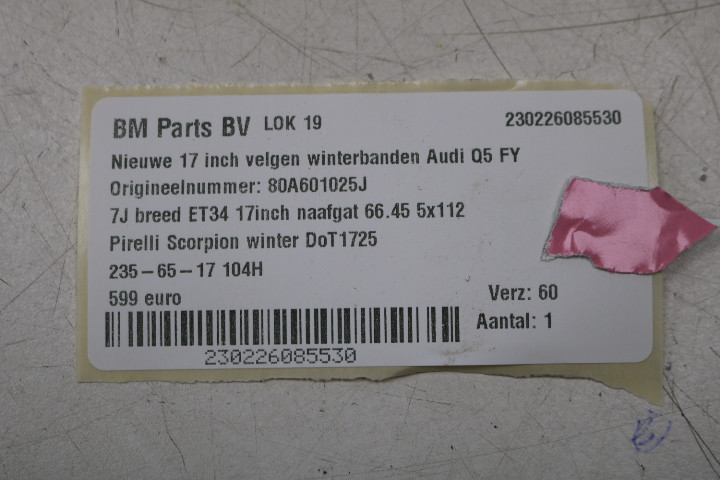 BM Parts BV LOK 19 230226085530
Nieuwe 17 inch velgen winterbanden Audi Q5 FY
Origineelnummer: 80A601025J
7J breed ET34 17inch naafgat 66.45 5x112
Pirelli Scorpion winter DoT1725
235-65-17 104H
599 euro Verz: 60
Aantal: 1
230226085530